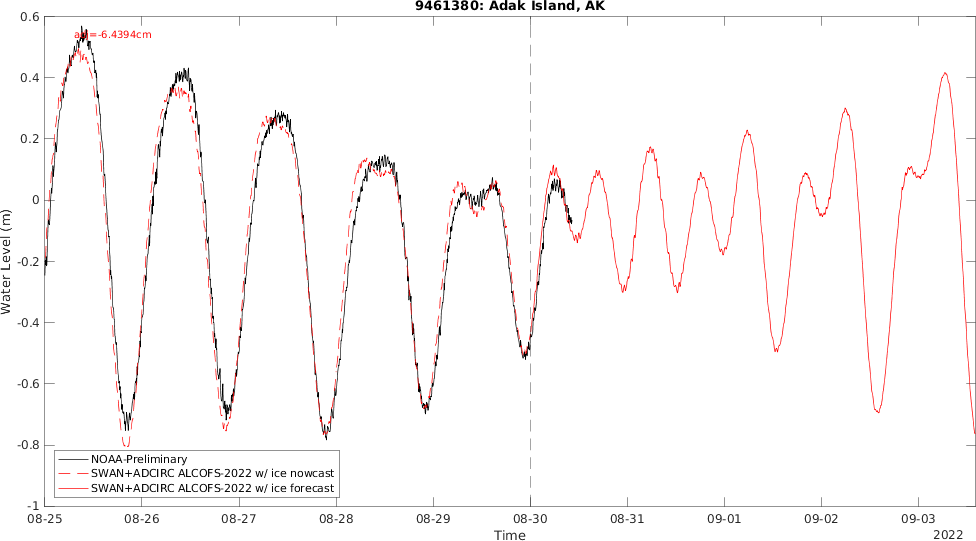 9461380: Adak Island, AK
=-6.4394cm
0.6
0.4
0.2
0
-0.2
-0.4
-0.6
-0.8
-1
Water Level (m)
NOAA-Preliminary
SWAN+ADCIRC ALCOFS-2022 w/ ice nowcast
SWAN+ADCIRC ALCOFS-2022 w/ ice forecast
08-25 08-26 08-27 08-28 08-29 08-30 08-31 09-01 09-02 09-03
Time
2022